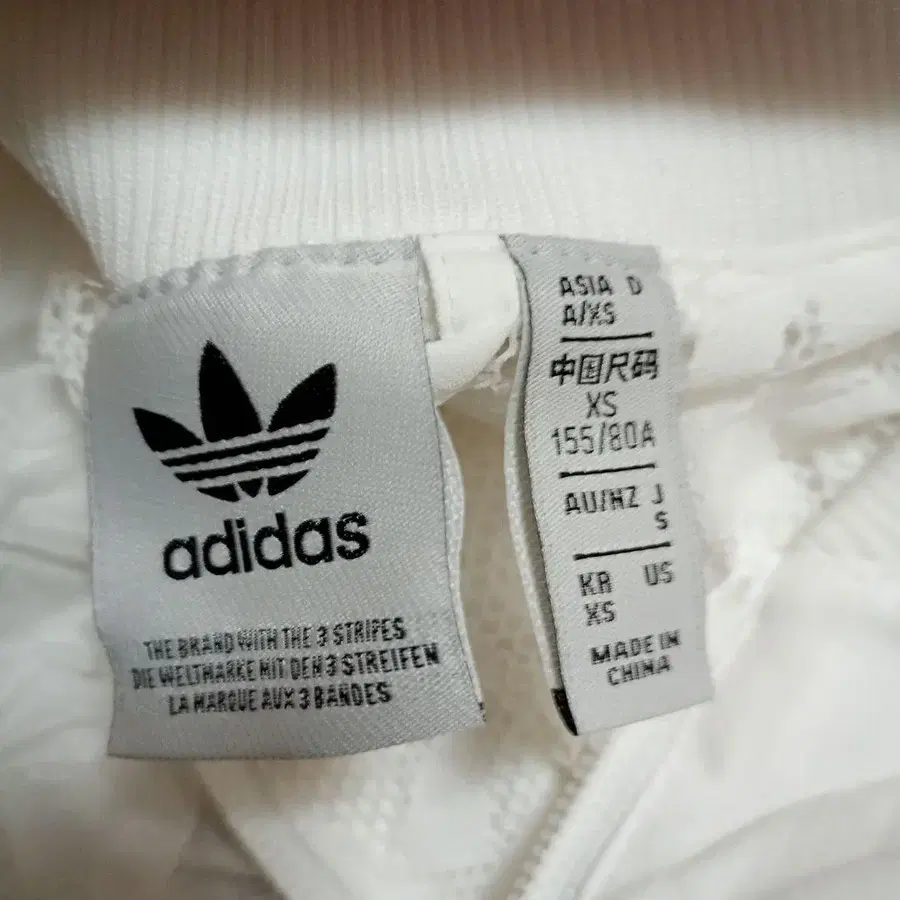 adidas
THE BRAND WITH THE 3 STRIPES
DIE WELTMARKE MIT DEN 3 STREIFEN
LA MARQUE AUX 3 BANDES
ASIA D
A/XS
中国尺码
XS
155/80A
AU/NZ J
S
KR US
XS
MADE IN
CHINA